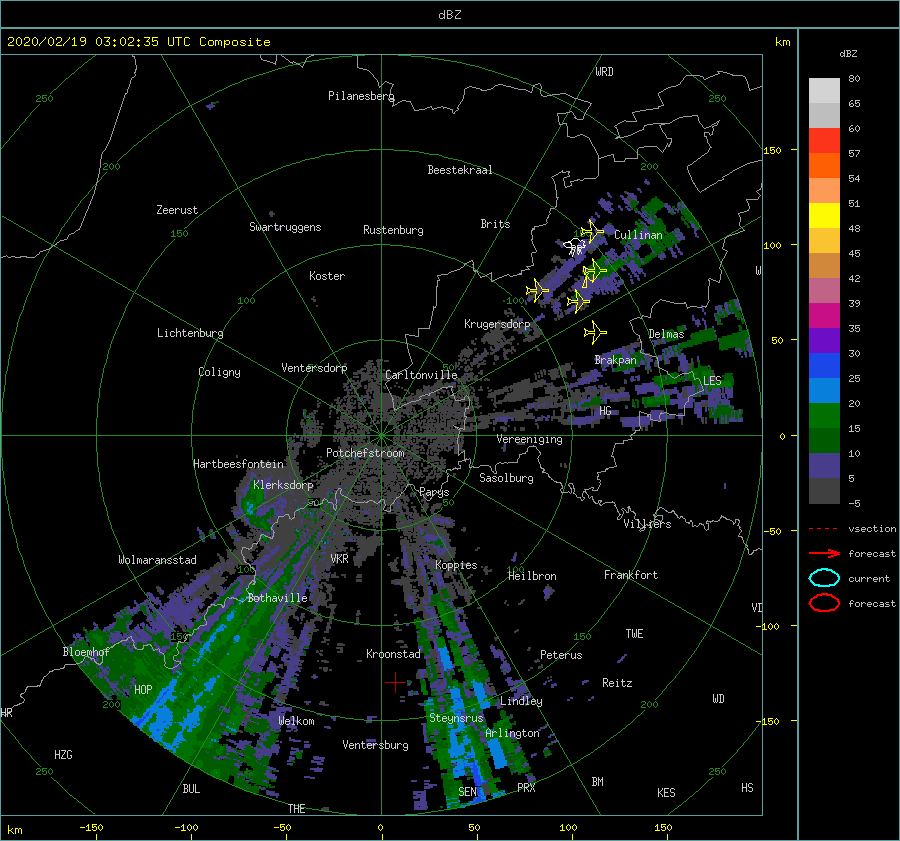 dBZ
2020/02/19 03:02:35 UTC Composite
km
dBZ
WRD
80
250
Pilanesberg
250
65
60
150
57
200
Beestekraal
200
54
Zeerust
51
Swartruggens
Rustenburg
Brits
150
Cullinan
48
100
45
Koster
42
100
100
39
Krugersdorp
35
Lichtenburg
Delmas
50
30
Ventersdorp
Brakpan
Coligny
Carltonville
LES
25
20
HG
15
Vereeniging
0
Potchefstroom
10
Hartbeesfontein
Sasolburg
5
Klerksdorp
Parys
50
50
-5
Villiers
-50
vsection
Wolmaransstad
VKR
forecast
Koppies
100
100
Heilbron
Frankfort
current
Bothaville
forecast
VI
-100
150
150
TWE
Bloemhof
Kroonstad
Peterus
Reitz
HOP
WD
200
Lindley
200
HR
Welkom
Steynsrus
-150
Arlington
Ventersburg
HZG
250
250
BUL
SEN
PRX
BM
KES
HS
THE
km
-150
-100
-50
0
50
100
150